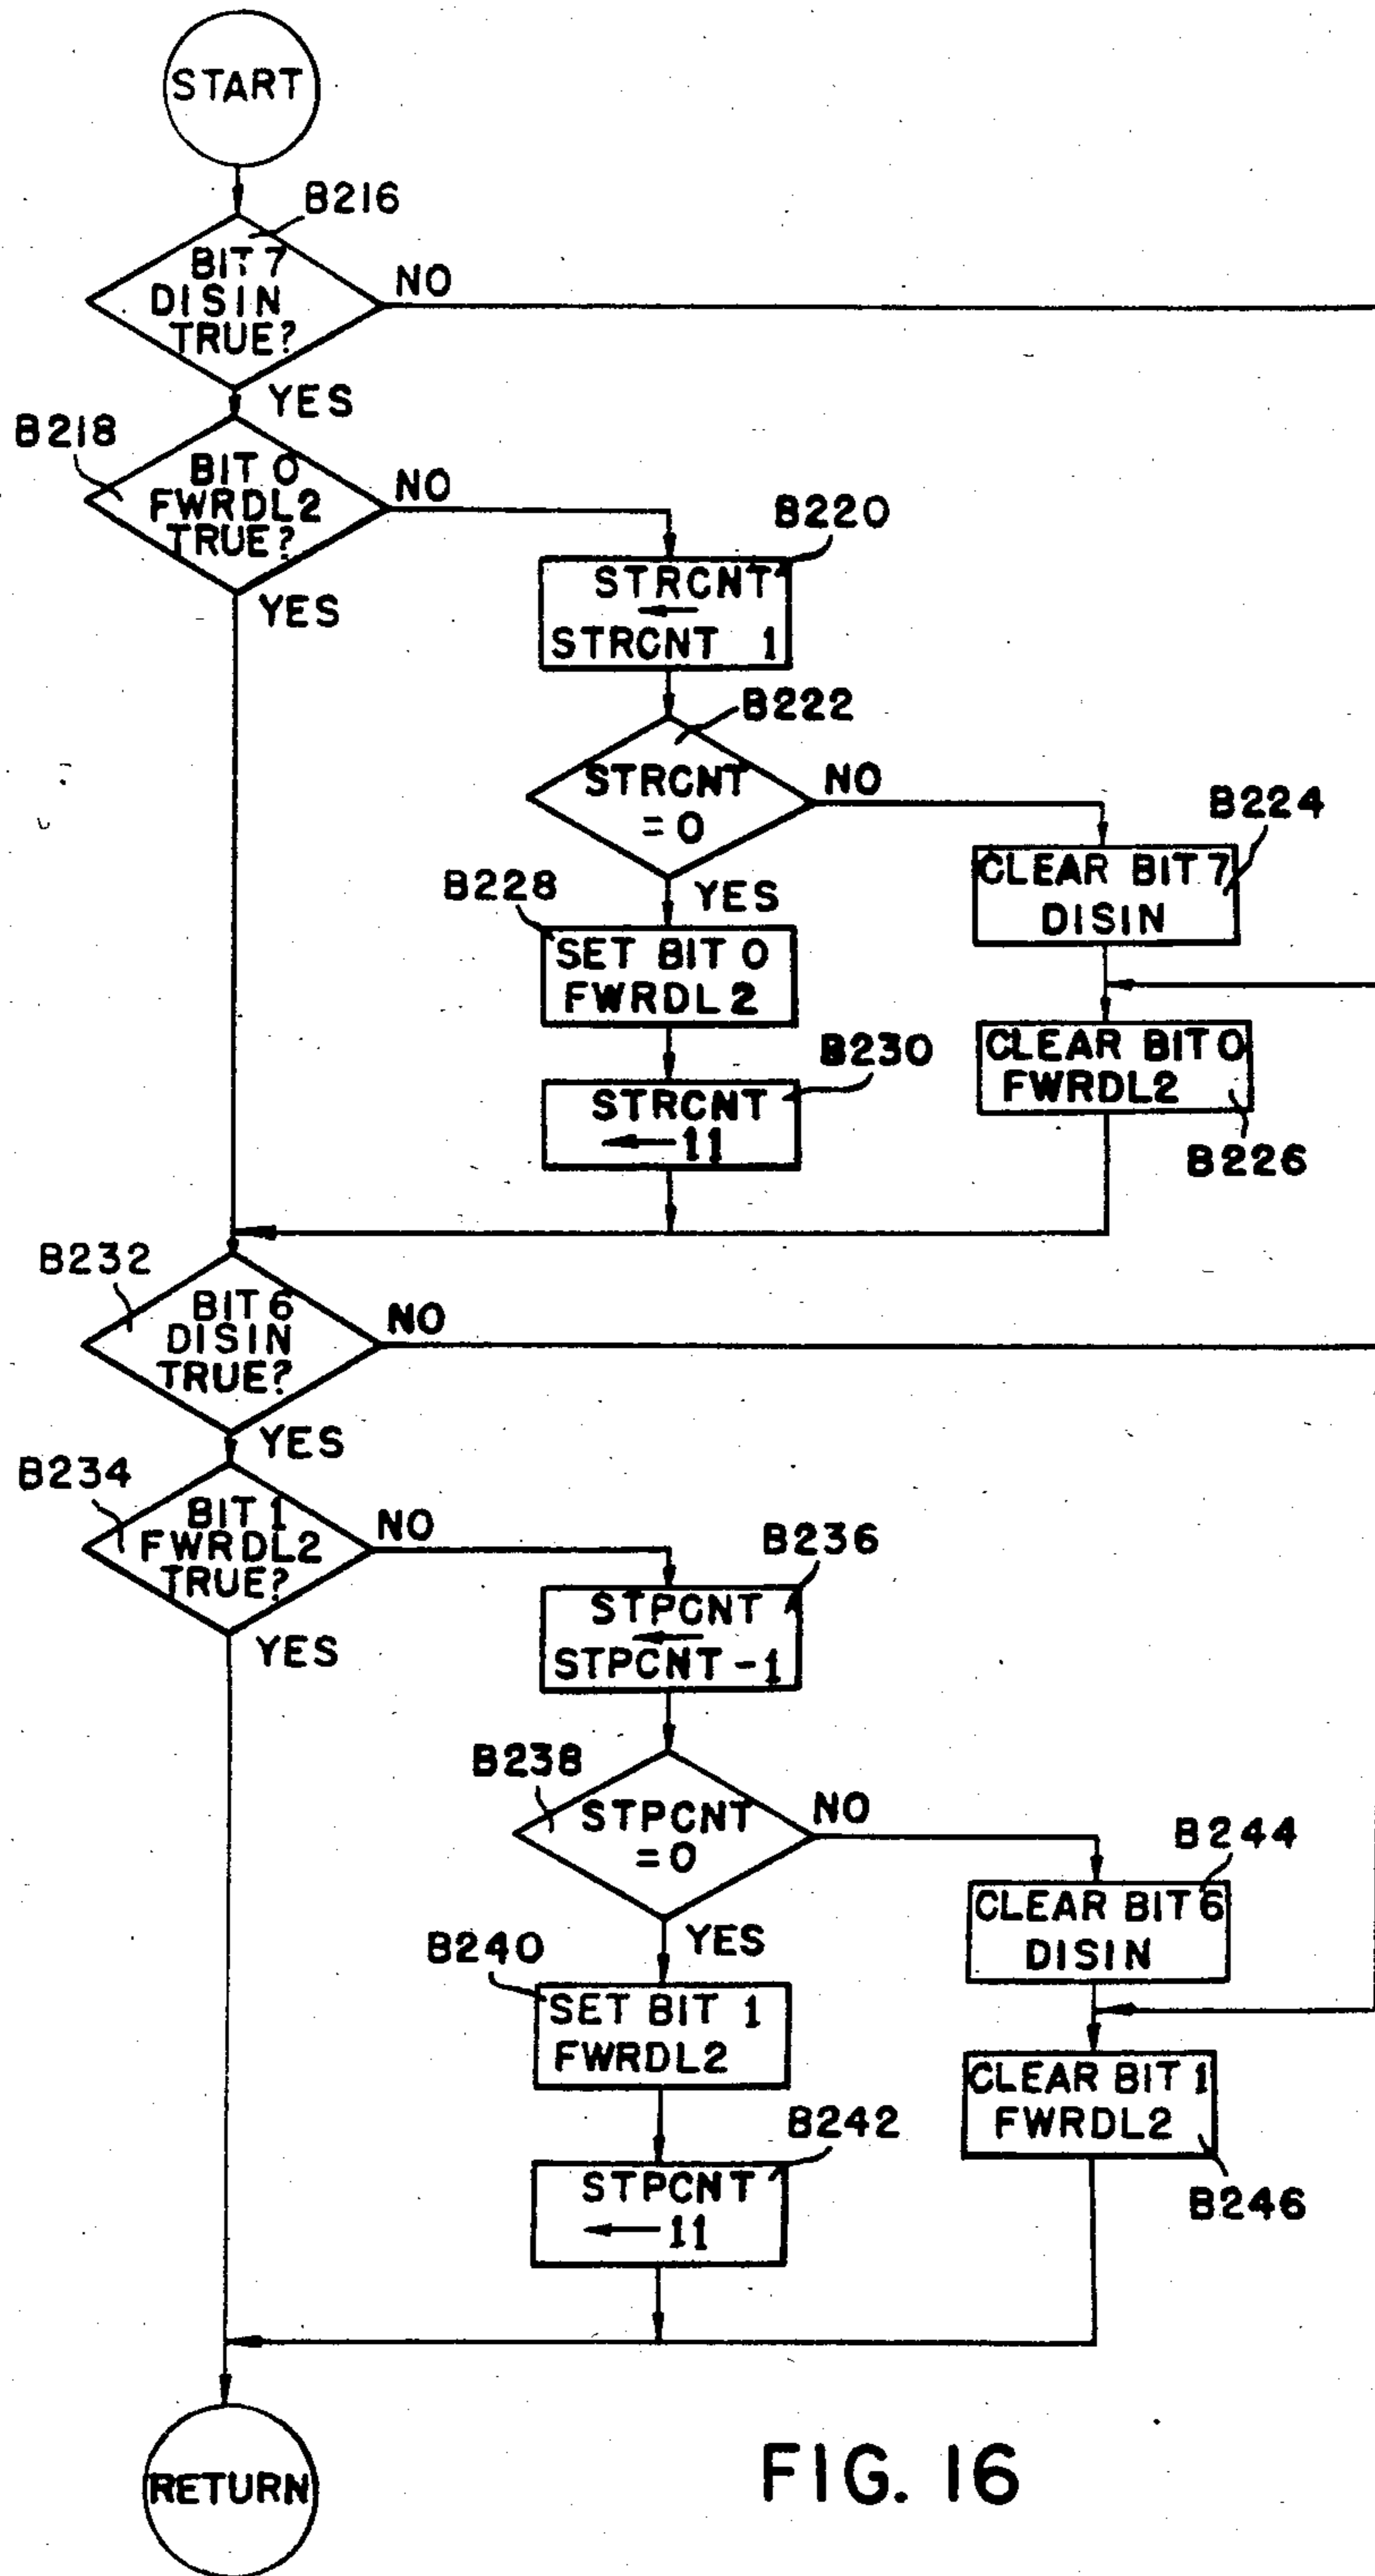 START
B216
BIT 7
DISIN
TRUE?
NO
YES
B218
BIT 0
FWRDL2
TRUE?
NO
YES
B220
STRCNT
←
STRCNT 1
B222
STRCNT
=0
NO
YES
B224
CLEAR BIT 7
DISIN
B228
SET BIT 0
FWRDL2
CLEAR BIT 0
FWRDL2
B226
B230
STRCNT
← 11
B232
BIT 6
DISIN
TRUE?
NO
YES
B234
BIT 1
FWRDL2
TRUE?
NO
YES
B236
STPCNT
←
STPCNT -1
B238
STPCNT
=0
NO
YES
B244
CLEAR BIT 6
DISIN
B240
SET BIT 1
FWRDL2
CLEAR BIT 1
FWRDL2
B246
B242
STPCNT
← 11
RETURN
FIG. 16